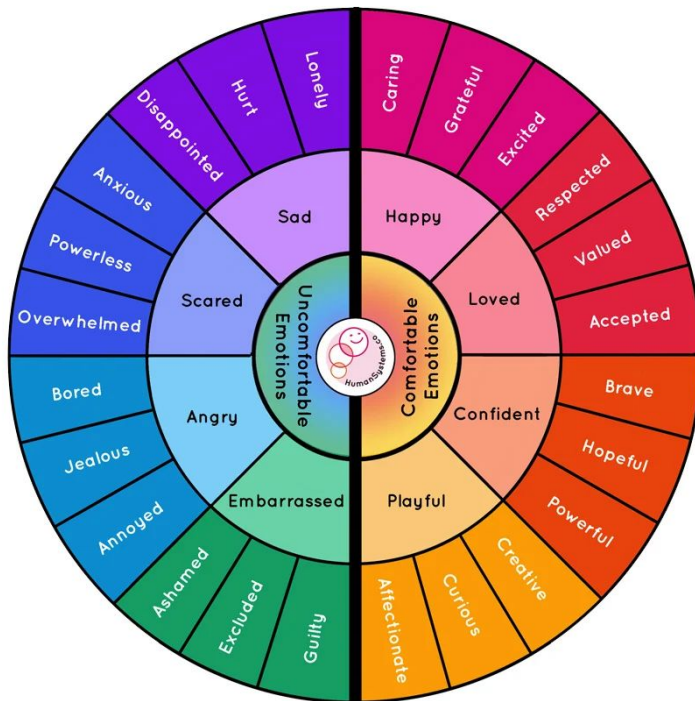 Lonely
Hurt
Disappointed
Anxious
Powerless
Overwhelmed
Bored
Jealous
Annoyed
Ashamed
Excluded
Guilty
Sad
Scared
Angry
Embarrassed
Uncomfortable
Emotions
HumanSystems.co
Comfortable
Emotions
Happy
Loved
Confident
Playful
Caring
Grateful
Excited
Respected
Valued
Accepted
Brave
Hopeful
Powerful
Creative
Curious
Affectionate